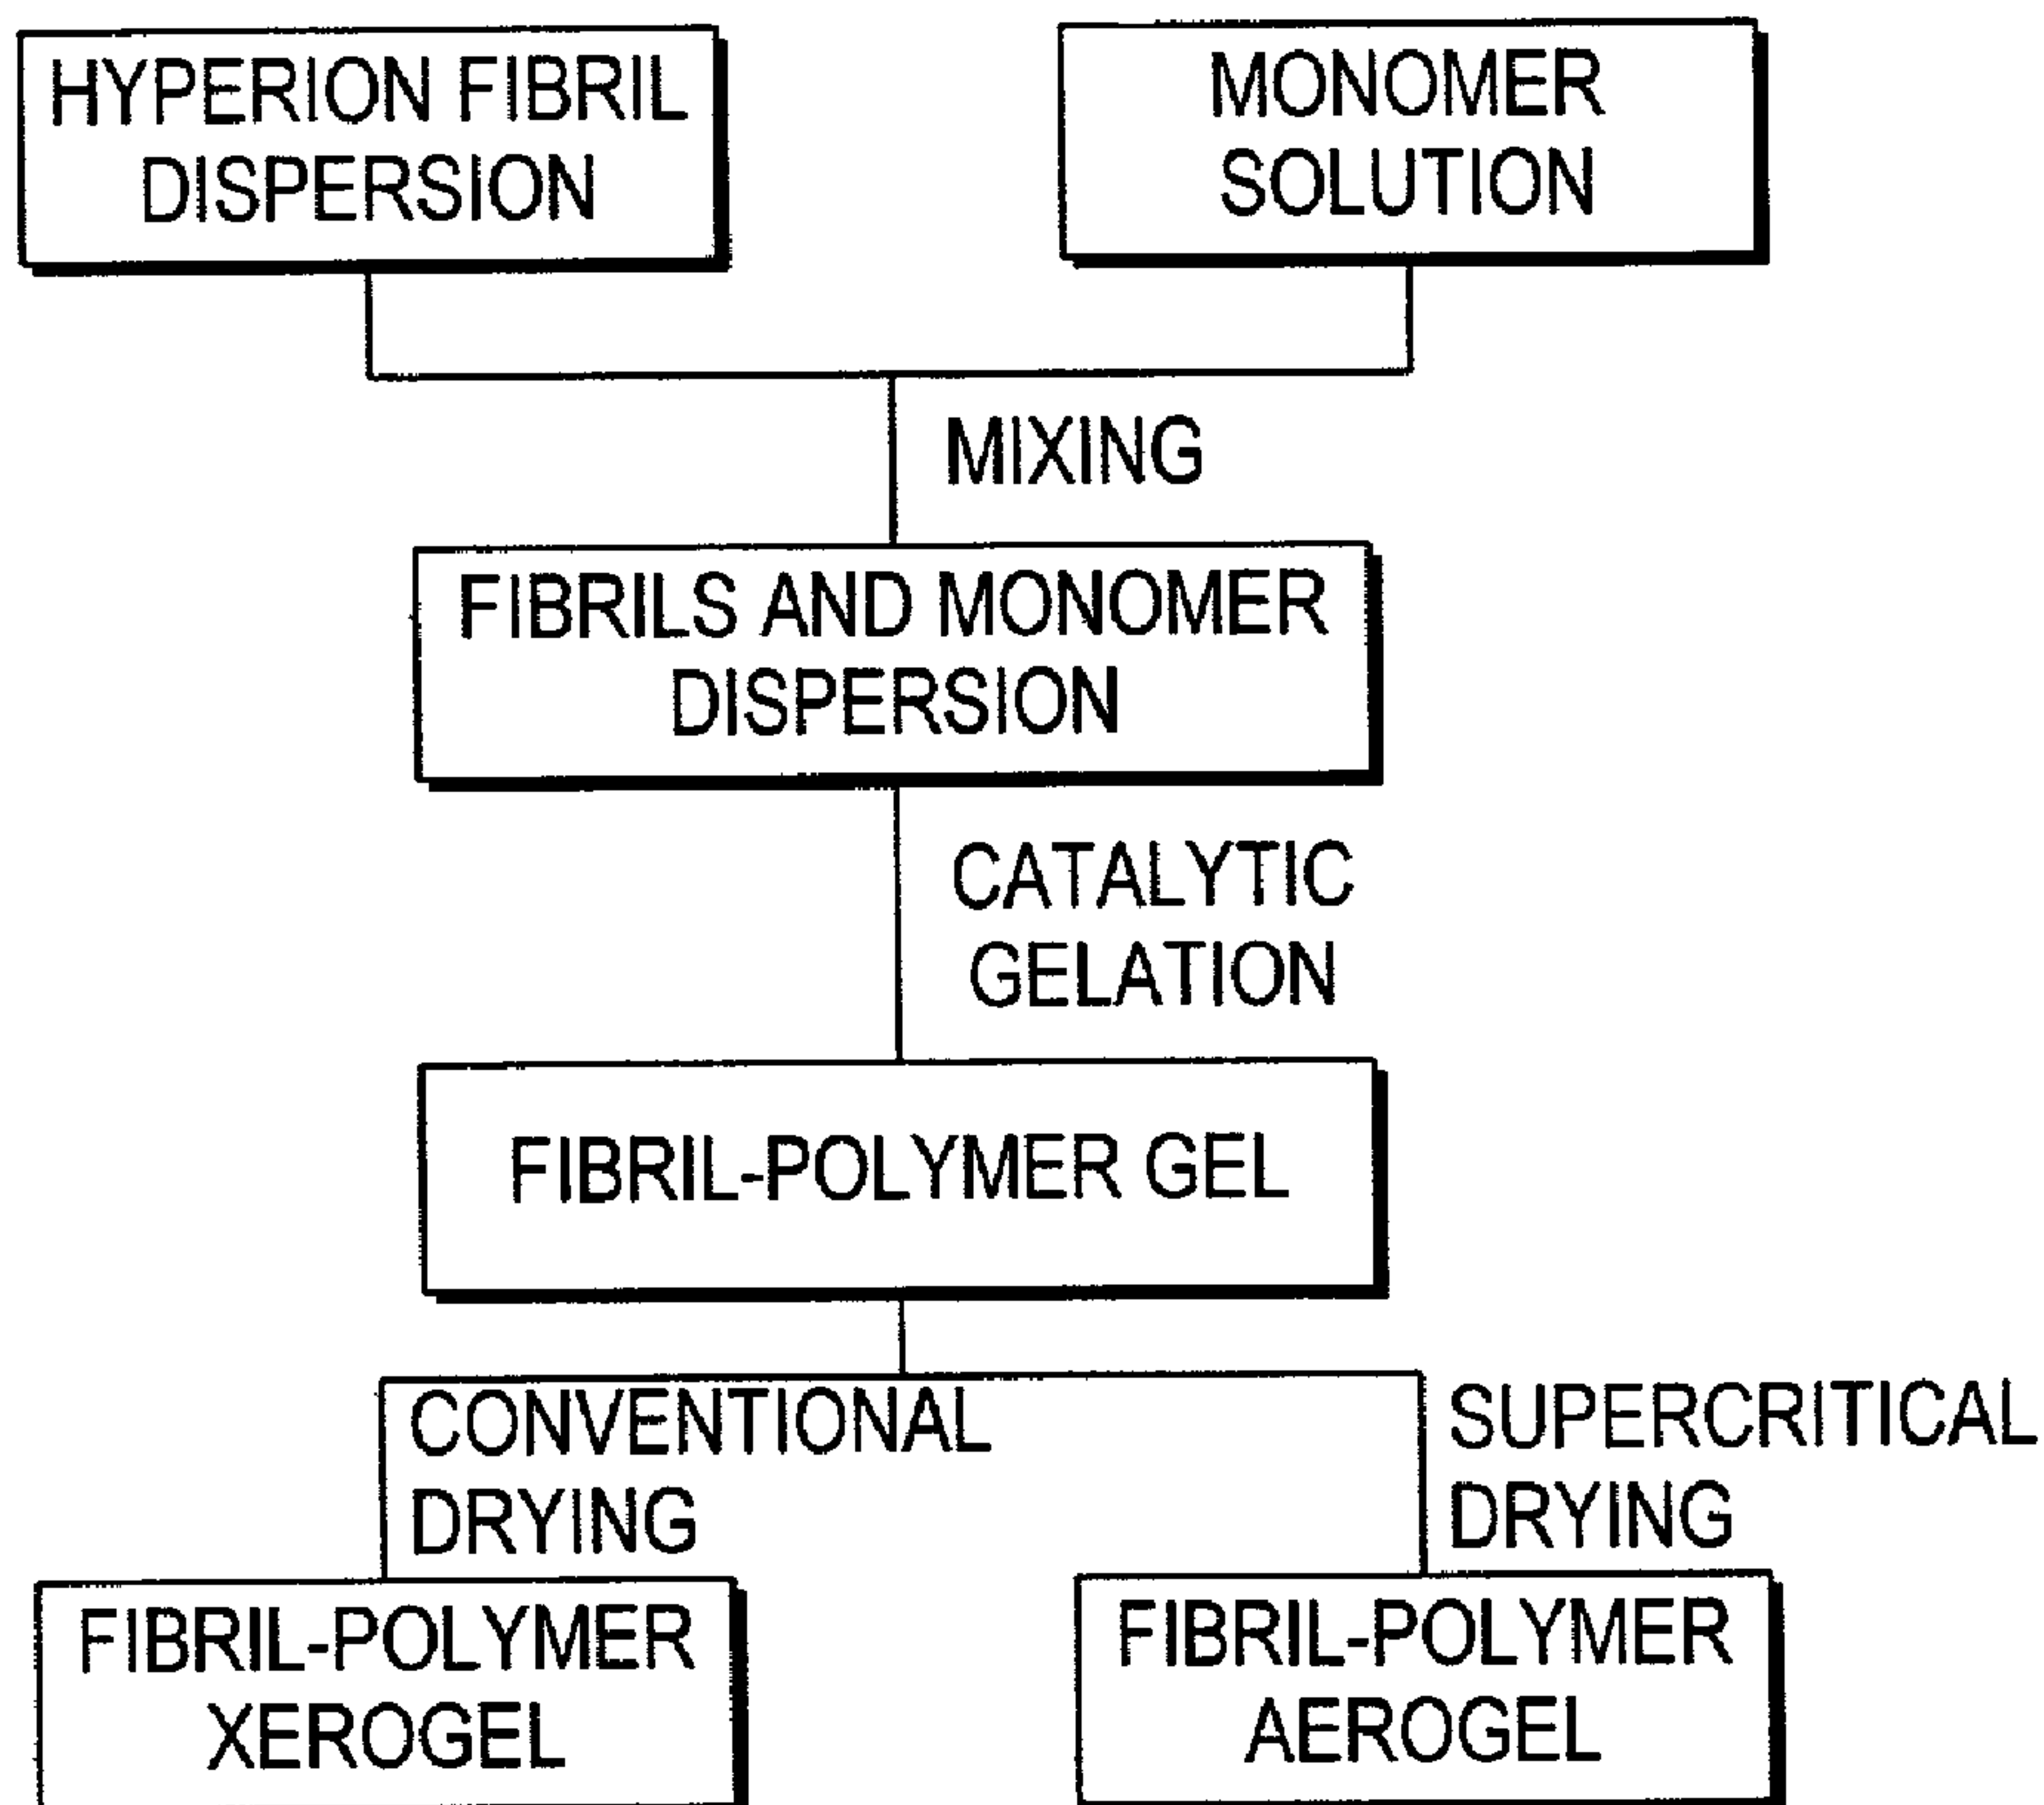 HYPERION FIBRIL
DISPERSION
MONOMER
SOLUTION
MIXING
FIBRILS AND MONOMER
DISPERSION
CATALYTIC
GELATION
FIBRIL-POLYMER GEL
CONVENTIONAL
DRYING
SUPERCRITICAL
DRYING
FIBRIL-POLYMER
XEROGEL
FIBRIL-POLYMER
AEROGEL